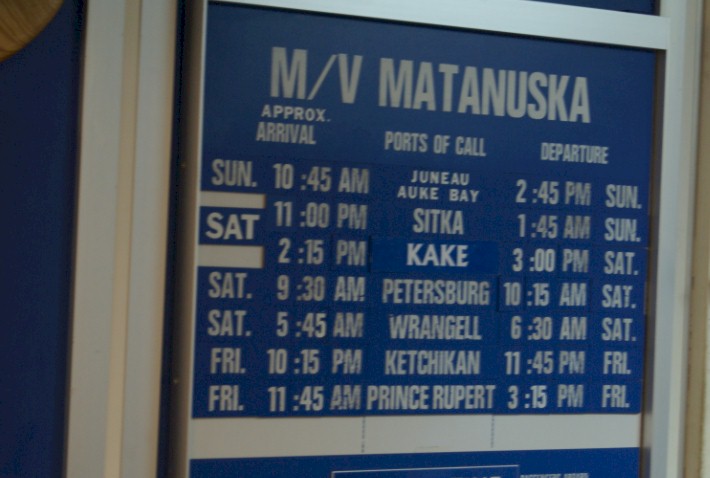 M/V MATANUSKA
APPROX.
ARRIVAL PORTS OF CALL DEPARTURE
SUN. 10:45 AM JUNEAU AUKE BAY 2:45 PM SUN.
SAT 11:00 PM SITKA 1:45 AM SUN.
2:15 PM KAKE 3:00 PM SAT.
SAT. 9:30 AM PETERSBURG 10:15 AM SAT.
SAT. 5:45 AM WRANGELL 6:30 AM SAT.
FRI. 10:15 PM KETCHIKAN 11:45 PM FRI.
FRI. 11:45 AM PRINCE RUPERT 3:15 PM FRI.